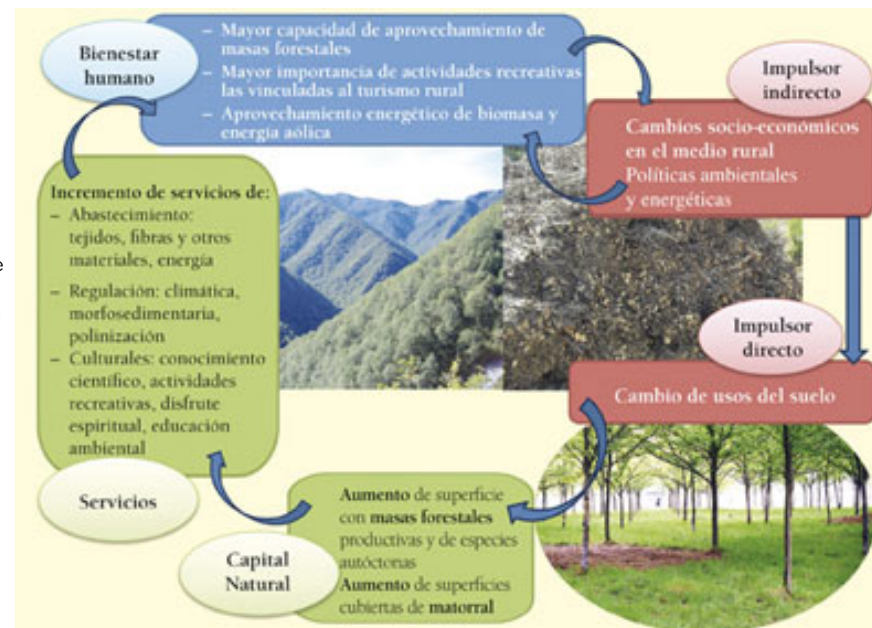 Bienestar
humano
– Mayor capacidad de aprovechamiento de
masas forestales
– Mayor importancia de actividades recreativas
las vinculadas al turismo rural
– Aprovechamiento energético de biomasa y
energía aólica
Impulsor
indirecto
Cambios socio-económicos
en el medio rural
Políticas ambientales
y energéticas
Incremento de servicios de:
– Abastecimiento:
tejidos, fibras y otros
materiales, energía
– Regulación: climática,
morfosedimentaria,
polinización
– Culturales: conocimiento
científico, actividades
recreativas, disfrute
espiritual, educación
ambiental
e
Impulsor
directo
Cambio de usos del suelo
Servicios
Capital
Natural
Aumento de superficie
con masas forestales
productivas y de especies
autóctonas
Aumento de superficies
cubiertas de matorral